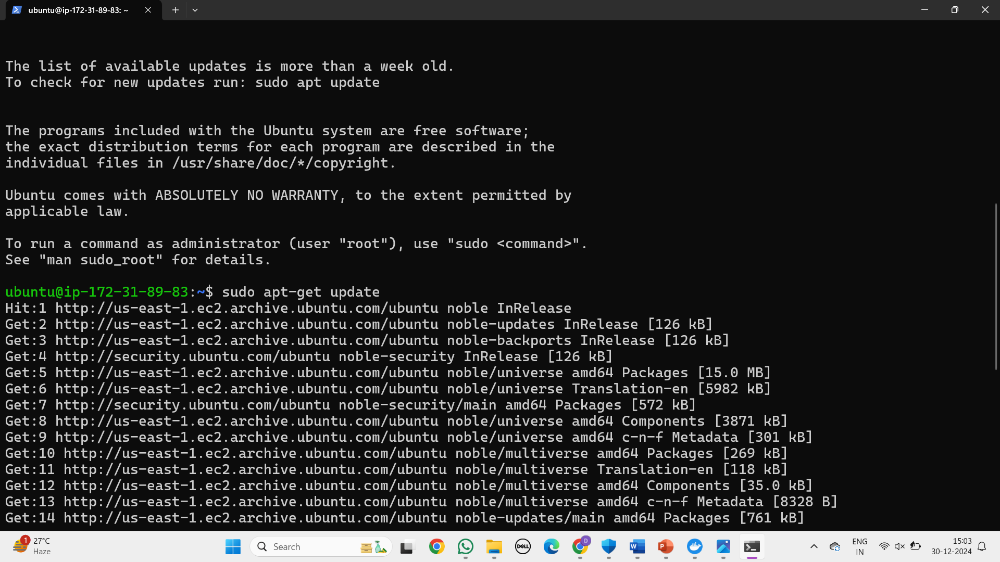 ubuntu@ip-172-31-89-83: ~
The list of available updates is more than a week old.
To check for new updates run: sudo apt update
The programs included with the Ubuntu system are free software;
the exact distribution terms for each program are described in the
individual files in /usr/share/doc/*/copyright.
Ubuntu comes with ABSOLUTELY NO WARRANTY, to the extent permitted by
applicable law.
To run a command as administrator (user "root"), use "sudo <command>".
See "man sudo_root" for details.
ubuntu@ip-172-31-89-83:~$ sudo apt-get update
Hit:1 http://us-east-1.ec2.archive.ubuntu.com/ubuntu noble InRelease
Get:2 http://us-east-1.ec2.archive.ubuntu.com/ubuntu noble-updates InRelease [126 kB]
Get:3 http://us-east-1.ec2.archive.ubuntu.com/ubuntu noble-backports InRelease [126 kB]
Get:4 http://security.ubuntu.com/ubuntu noble-security InRelease [126 kB]
Get:5 http://us-east-1.ec2.archive.ubuntu.com/ubuntu noble/universe amd64 Packages [15.0 MB]
Get:6 http://us-east-1.ec2.archive.ubuntu.com/ubuntu noble/universe Translation-en [5982 kB]
Get:7 http://security.ubuntu.com/ubuntu noble-security/main amd64 Packages [572 kB]
Get:8 http://us-east-1.ec2.archive.ubuntu.com/ubuntu noble/universe amd64 Components [3871 kB]
Get:9 http://us-east-1.ec2.archive.ubuntu.com/ubuntu noble/universe amd64 c-n-f Metadata [301 kB]
Get:10 http://us-east-1.ec2.archive.ubuntu.com/ubuntu noble/multiverse amd64 Packages [269 kB]
Get:11 http://us-east-1.ec2.archive.ubuntu.com/ubuntu noble/multiverse Translation-en [118 kB]
Get:12 http://us-east-1.ec2.archive.ubuntu.com/ubuntu noble/multiverse amd64 Components [35.0 kB]
Get:13 http://us-east-1.ec2.archive.ubuntu.com/ubuntu noble/multiverse amd64 c-n-f Metadata [8328 B]
Get:14 http://us-east-1.ec2.archive.ubuntu.com/ubuntu noble-updates/main amd64 Packages [761 kB]
1
27°C
Haze
Search
DELL
D
W
P
ENG
IN
15:03
30-12-2024